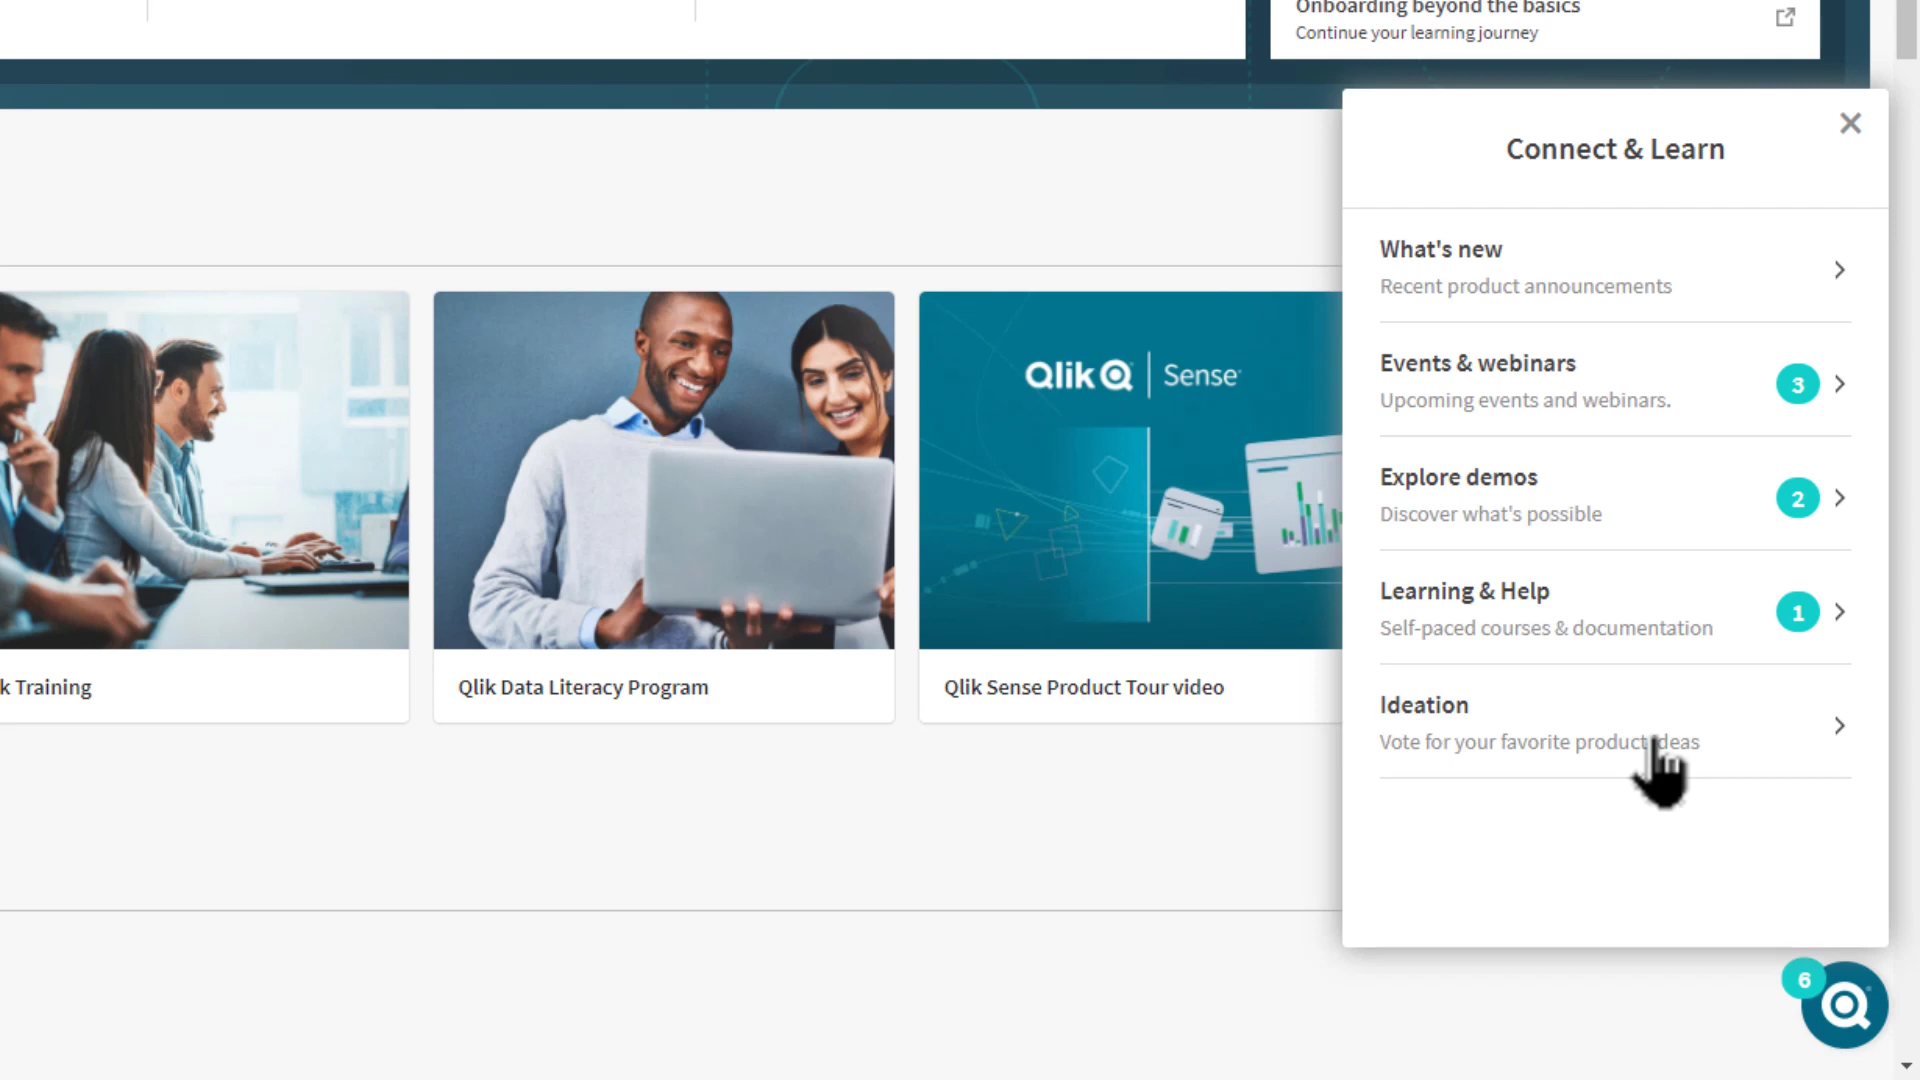 Onboarding beyond the basics
Continue your learning journey
Connect & Learn
What's new
Recent product announcements
Events & webinars
Upcoming events and webinars.
3
Explore demos
Discover what's possible
2
Learning & Help
Self-paced courses & documentation
1
Ideation
Vote for your favorite product ideas
Qlik Sense
k Training
Qlik Data Literacy Program
Qlik Sense Product Tour video
6